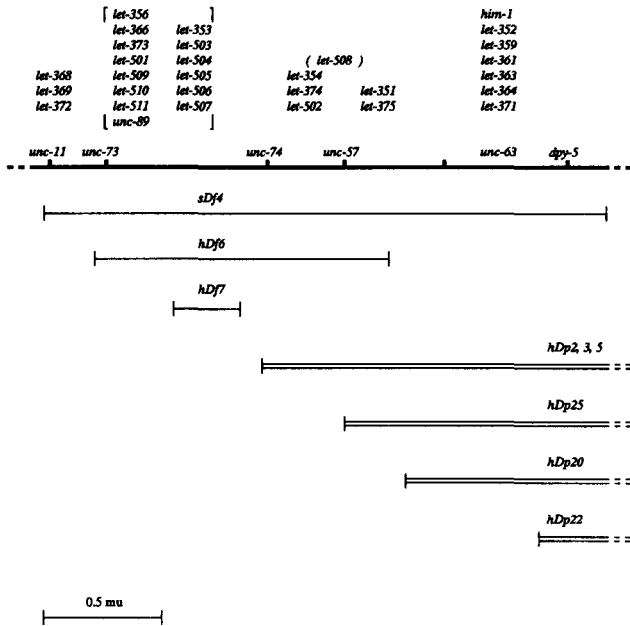 let-356 him-1
let-366 let-353 let-352
let-373 let-503 let-359
let-501 let-504 ( let-508 ) let-361
let-368 let-509 let-505 let-354 let-363
let-369 let-510 let-506 let-374 let-351 let-364
let-372 let-511 let-507 let-502 let-375 let-371
unc-89
unc-11 unc-73 unc-74 unc-57 unc-63 dpy-5
sDf4
hDf6
hDf7
hDp2, 3, 5
hDp25
hDp20
hDp22
0.5 mu